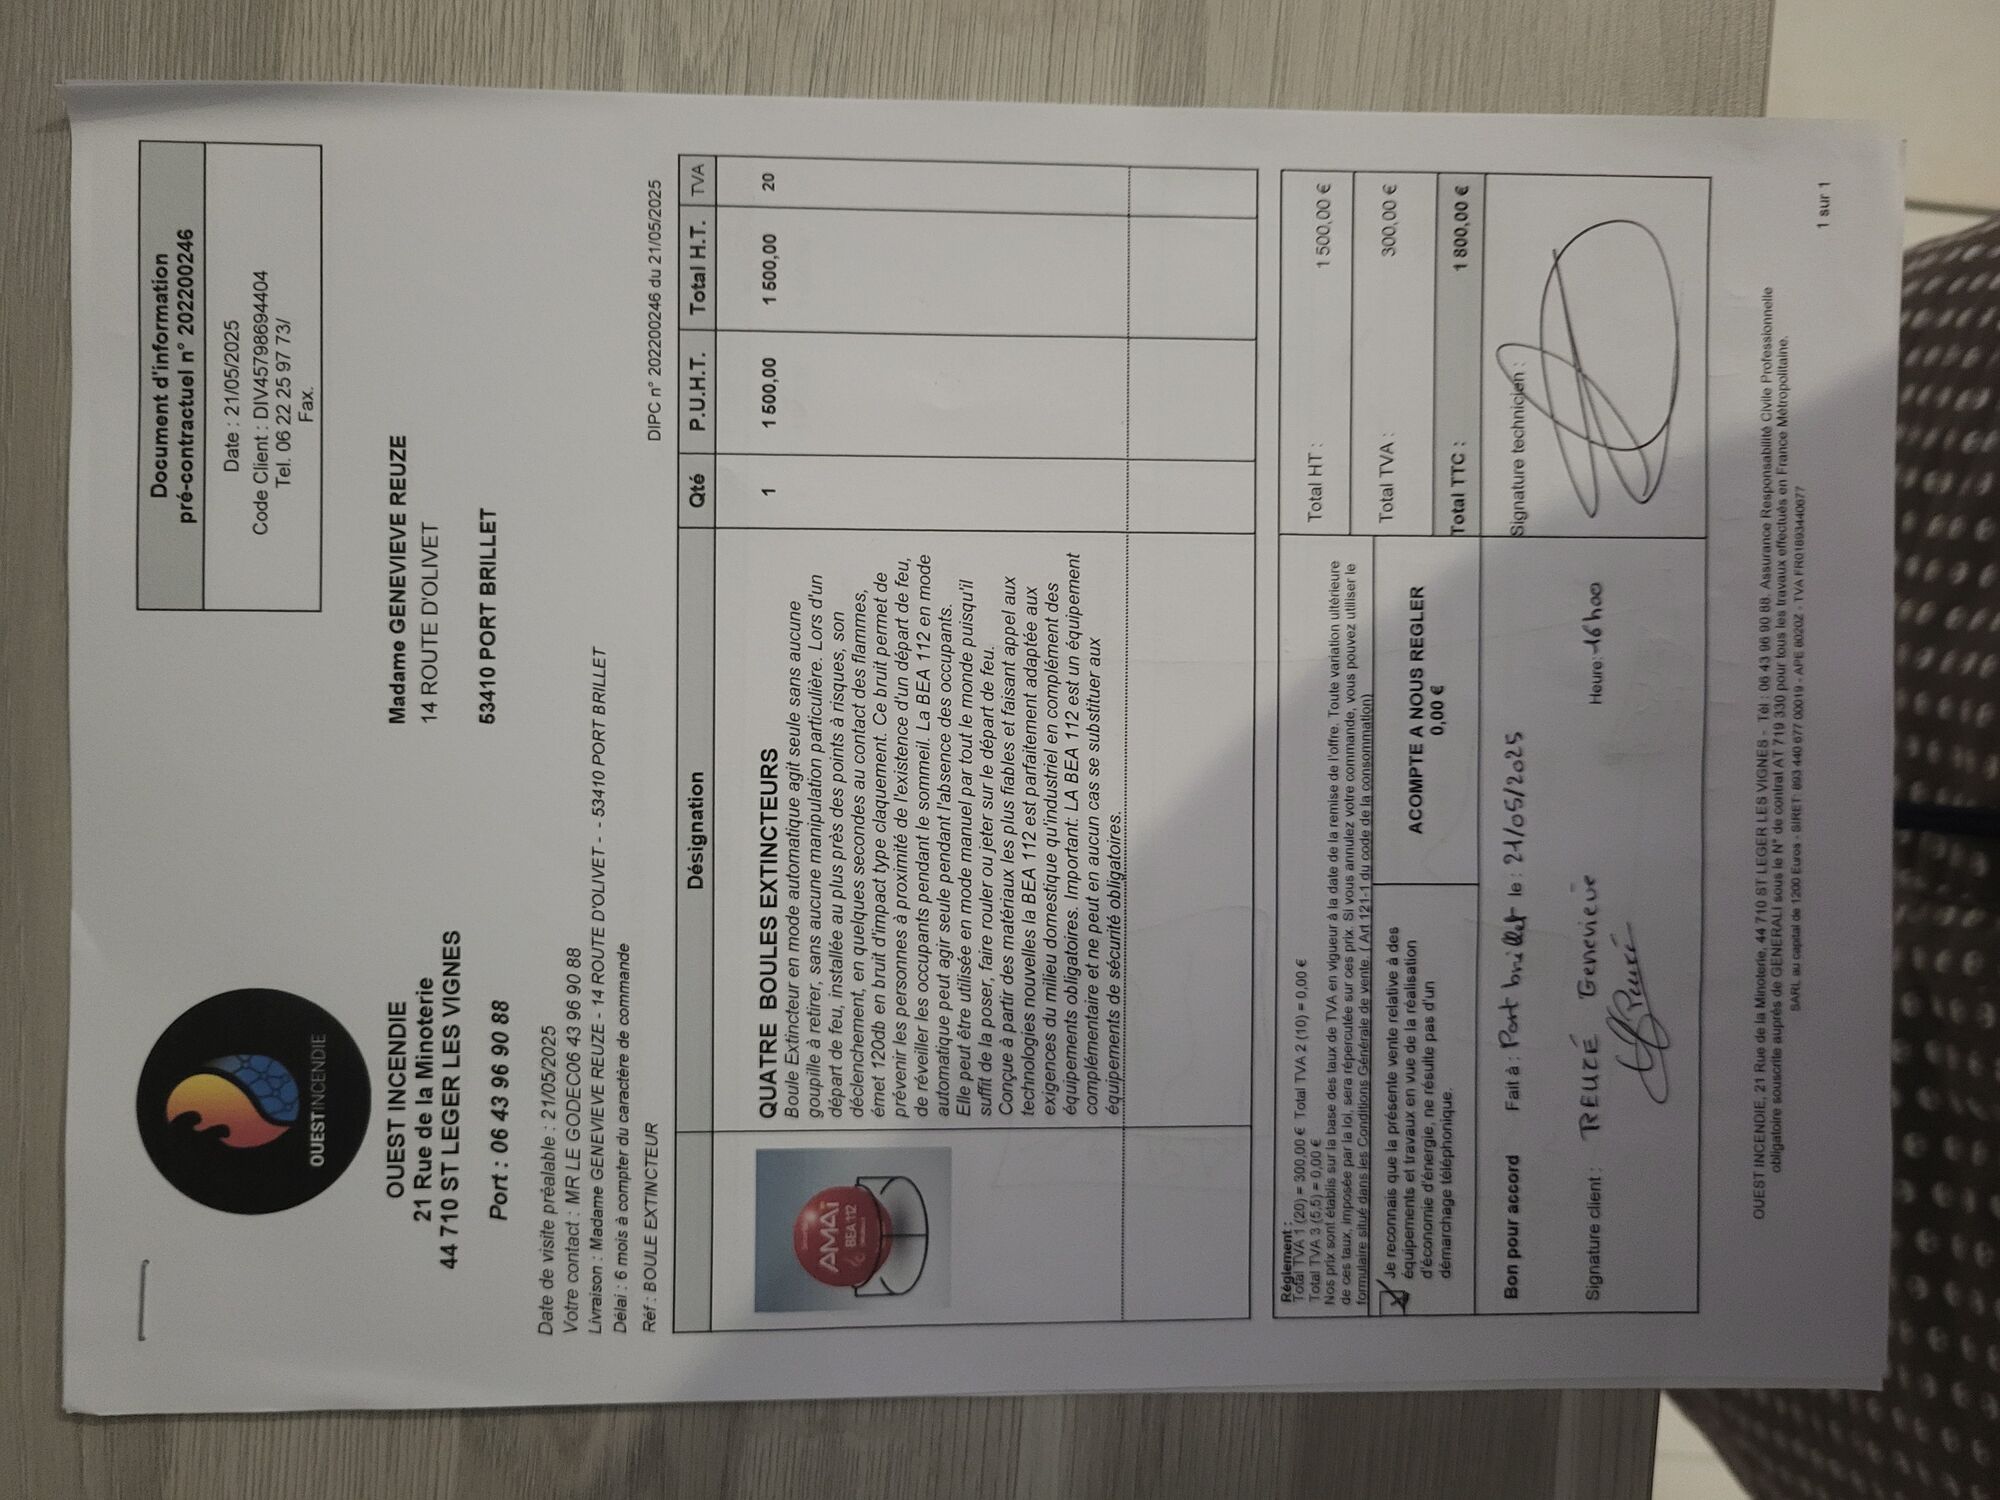 OUESTINCENDIE
Document d'information
pré-contractuel n° 202200246
Date : 21/05/2025
Code Client : DIV45798694404
Tel. 06 22 25 97 73/
Fax.
OUEST INCENDIE
21 Rue de la Minoterie
44 710 ST LEGER LES VIGNES
Port : 06 43 96 90 88
Madame GENEVIEVE REUZE
14 ROUTE D'OLIVET
53410 PORT BRILLET
Date de visite préalable : 21/05/2025
Votre contact : MR LE GODEC06 43 96 90 88
Livraison : Madame GENEVIEVE REUZE - 14 ROUTE D'OLIVET - - 53410 PORT BRILLET
Délai : 6 mois à compter du caractère de commande
Réf : BOULE EXTINCTEUR
DIPC n° 202200246 du 21/05/2025
Désignation Qté P.U.H.T. Total H.T. TVA
AMAi
BEA 112
QUATRE BOULES EXTINCTEURS 1 1 500,00 1 500,00 20
Boule Extincteur en mode automatique agit seule sans aucune
goupille à retirer, sans aucune manipulation particulière. Lors d'un
départ de feu, installée au plus près des points à risques, son
déclenchement, en quelques secondes au contact des flammes,
émet 120db en bruit d'impact type claquement. Ce bruit permet de
prévenir les personnes à proximité de l'existence d'un départ de feu,
de réveiller les occupants pendant le sommeil. La BEA 112 en mode
automatique peut agir seule pendant l'absence des occupants.
Elle peut être utilisée en mode manuel par tout le monde puisqu'il
suffit de la poser, faire rouler ou jeter sur le départ de feu.
Conçue à partir des matériaux les plus fiables et faisant appel aux
technologies nouvelles la BEA 112 est parfaitement adaptée aux
exigences du milieu domestique qu'industriel en complément des
équipements obligatoires. Important: LA BEA 112 est un équipement
complémentaire et ne peut en aucun cas se substituer aux
équipements de sécurité obligatoires.
Réglement :
Total TVA 1 (20) = 300,00 € Total TVA 2 (10) = 0,00 €
Total TVA 3 (5,5) = 0,00 €
Nos prix sont établis sur la base des taux de TVA en vigueur à la date de la remise de l'offre. Toute variation ultérieure
de ces taux, imposée par la loi, sera répercutée sur ces prix. Si vous annulez votre commande, vous pouvez utiliser le
formulaire situé dans les Conditions Générale de vente. ( Art 121-1 du code de la consommation)
Total HT : 1 500,00 €
Total TVA : 300,00 €
Total TTC : 1 800,00 €
Je reconnais que la présente vente relative à des
équipements et travaux en vue de la réalisation
d'économie d'énergie, ne résulte pas d'un
démarchage téléphonique.
ACOMPTE A NOUS REGLER
0,00 €
Bon pour accord Fait à : Port brillet le : 21/05/2025
Signature client : REUZÉ Geneviève Heure: 16h00
Signature technicien :
OUEST INCENDIE, 21 Rue de la Minoterie, 44 710 ST LEGER LES VIGNES - Tél : 06 43 96 90 88, Assurance Responsabilité Civile Professionnelle
obligatoire souscrite auprès de GENERALI sous le N° de contrat AT 719 330 pour tous les travaux effectués en France Métropolitaine.
SARL au capital de 1200 Euros - SIRET: 893 440 677 00019 - APE 8020Z - TVA FR01893440677
1 sur 1